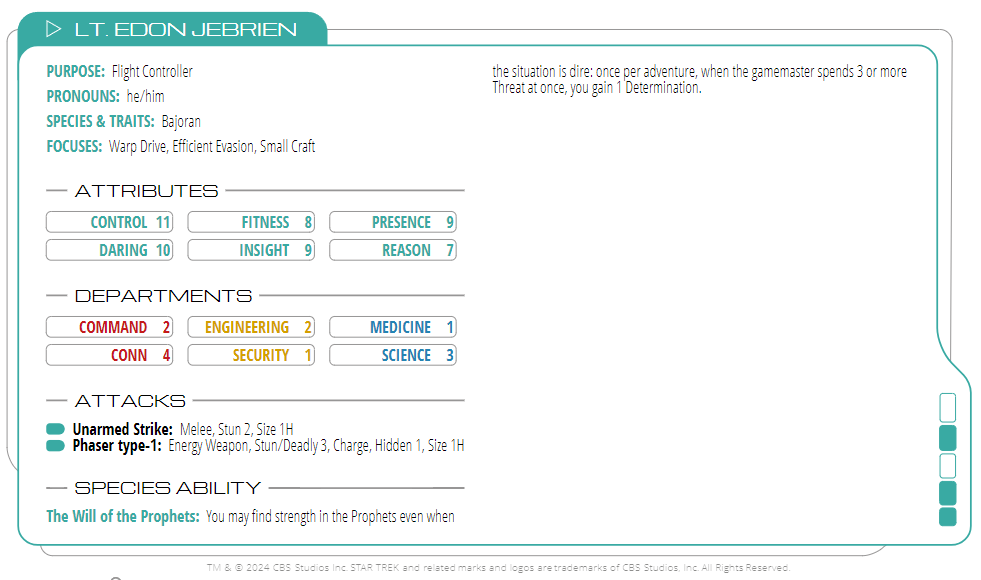 LT. EDON JEBRIEN
PURPOSE: Flight Controller
PRONOUNS: he/him
SPECIES & TRAITS: Bajoran
FOCUSES: Warp Drive, Efficient Evasion, Small Craft
ATTRIBUTES
CONTROL 11 FITNESS 8 PRESENCE 9
DARING 10 INSIGHT 9 REASON 7
DEPARTMENTS
COMMAND 2 ENGINEERING 2 MEDICINE 1
CONN 4 SECURITY 1 SCIENCE 3
ATTACKS
Unarmed Strike: Melee, Stun 2, Size 1H
Phaser type-1: Energy Weapon, Stun/Deadly 3, Charge, Hidden 1, Size 1H
SPECIES ABILITY
The Will of the Prophets: You may find strength in the Prophets even when
the situation is dire: once per adventure, when the gamemaster spends 3 or more
Threat at once, you gain 1 Determination.
TM & © 2024 CBS Studios Inc. STAR TREK and related marks and logos are trademarks of CBS Studios, Inc. All Rights Reserved.